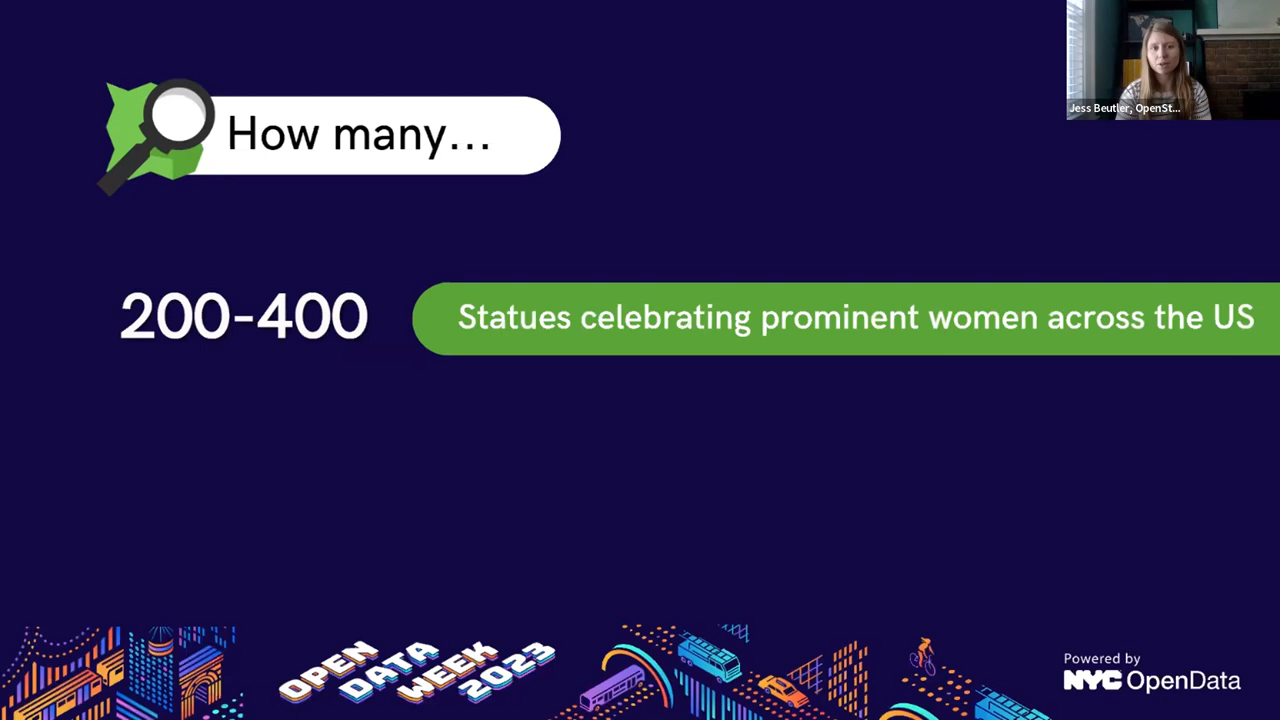 How many...
Jess Beutler, OpenSt...
200-400
Statues celebrating prominent women across the US
OPEN
DATA
WEEK
2023
Powered by
NYC OpenData